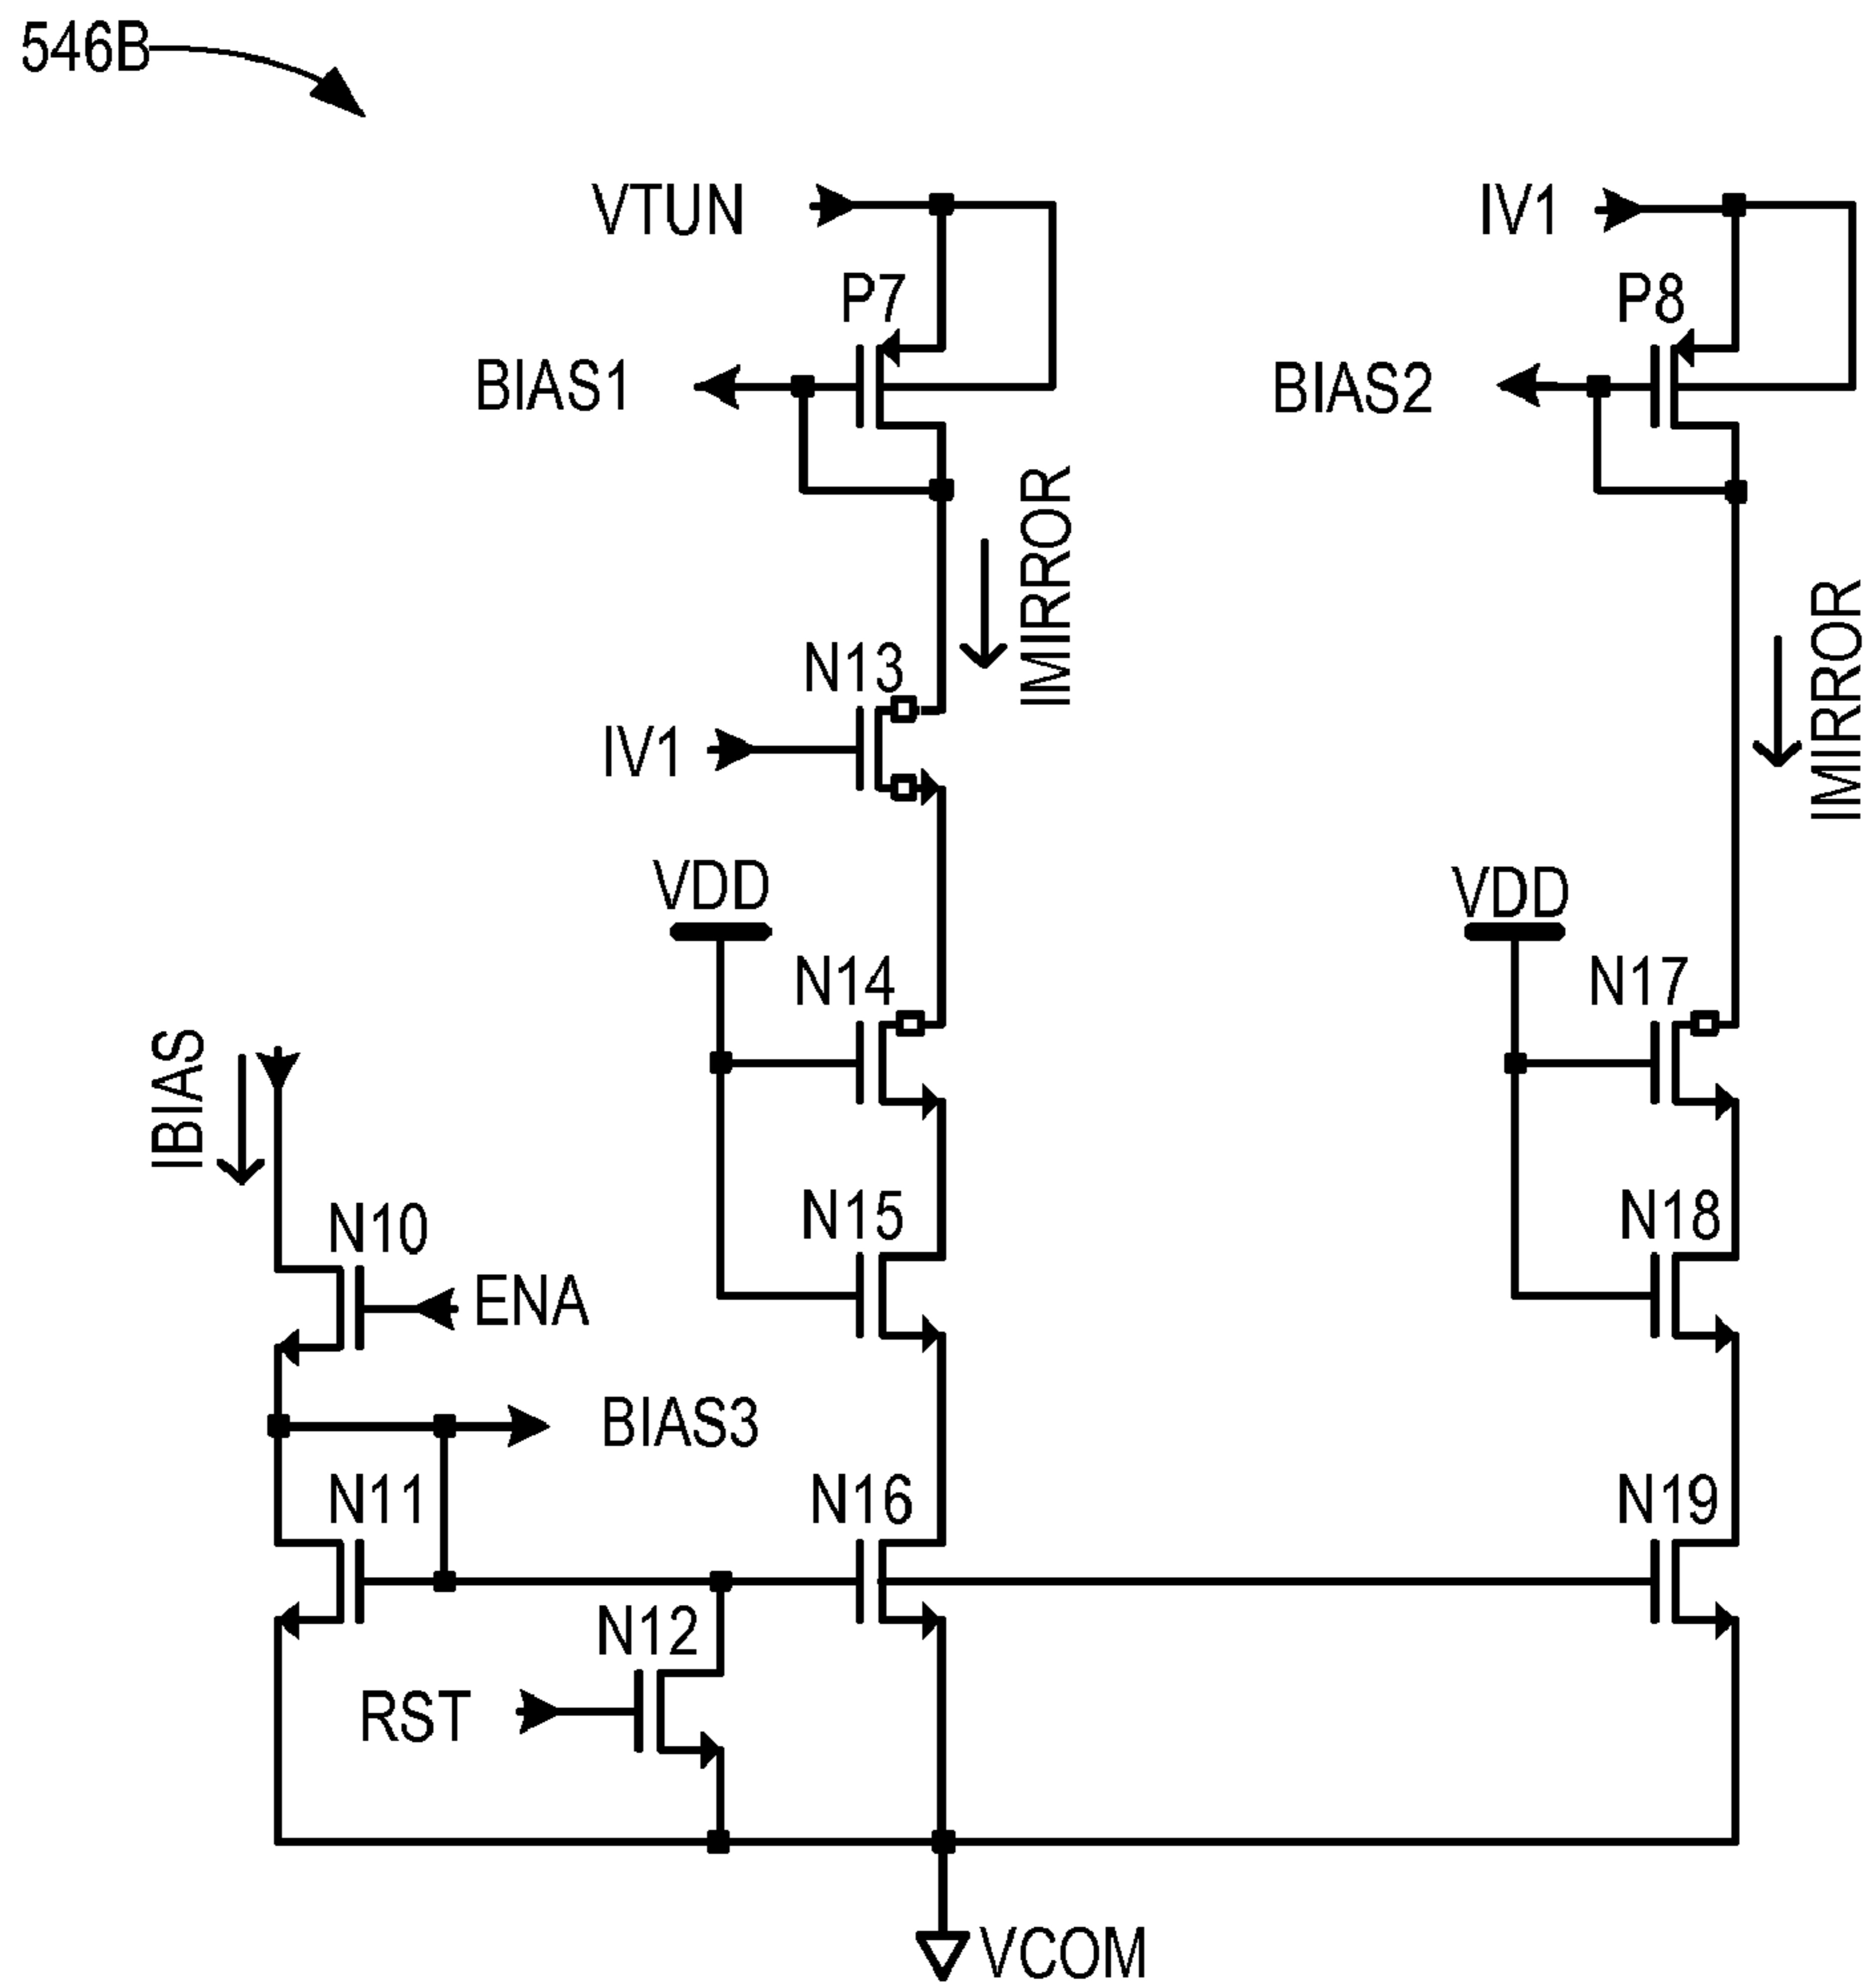 546B
VTUN
IV1
P7
P8
BIAS1
BIAS2
IMIRROR
IMIRROR
N13
IV1
VDD
VDD
N14
N17
IBIAS
N15
N18
N10
ENA
BIAS3
N11
N16
N19
N12
RST
VCOM